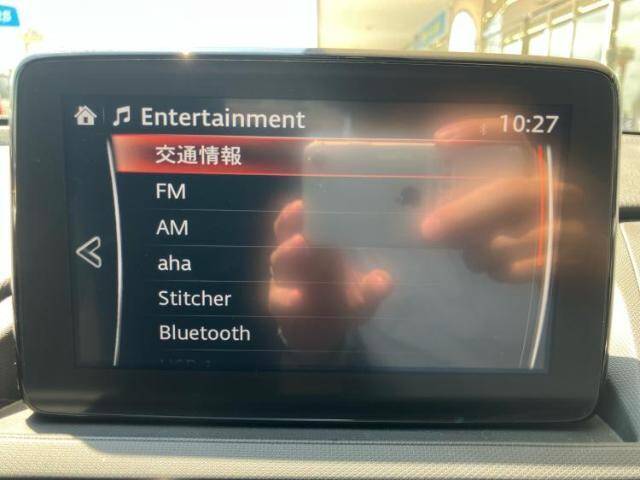 Entertainment
10:27
交通情報
FM
AM
aha
Stitcher
Bluetooth